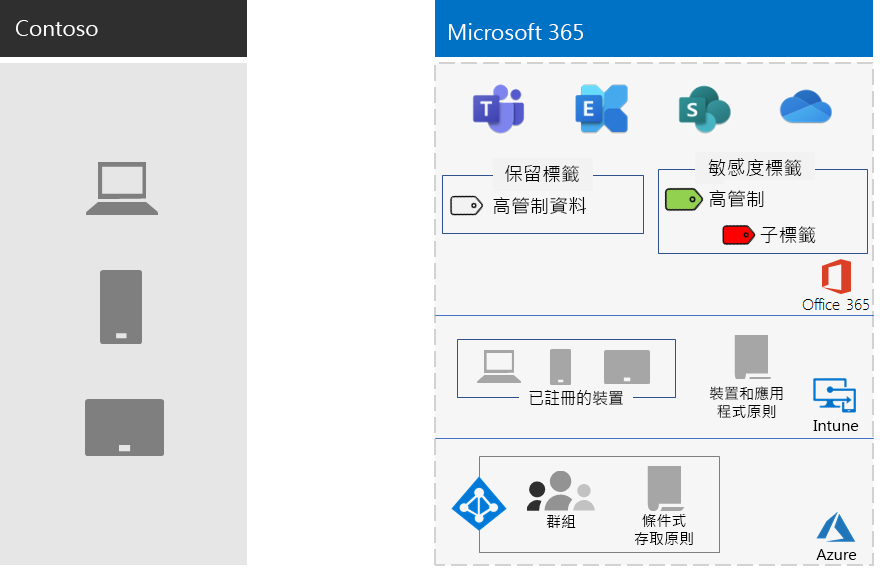 Contoso
Microsoft 365
T
E
S
保留標籤
高管制資料
敏感度標籤
高管制
子標籤
Office 365
已註冊的裝置
裝置和應用
程式原則
Intune
群組
條件式
存取原則
Azure